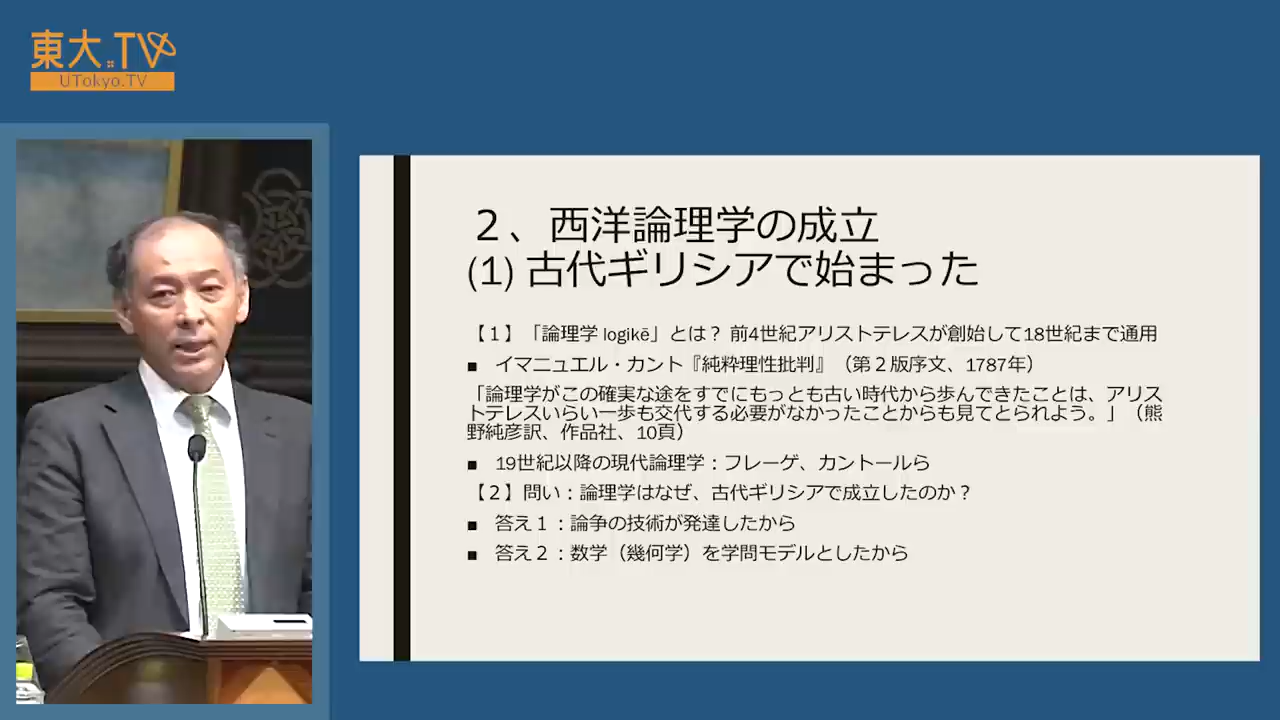 東大.TV
UTokyo.TV
２、西洋論理学の成立
(1) 古代ギリシアで始まった
【１】「論理学 logikē」とは？ 前4世紀アリストテレスが創始して18世紀まで通用
■ イマニュエル・カント『純粋理性批判』（第２版序文、1787年）
「論理学がこの確実な途をすでにもっとも古い時代から歩んできたことは、アリス
トテレスいらい一歩も交代する必要がなかったことからも見てとられよう。」（熊
野純彦訳、作品社、10頁）
■ 19世紀以降の現代論理学：フレーゲ、カントールら
【２】問い：論理学はなぜ、古代ギリシアで成立したのか？
■ 答え１：論争の技術が発達したから
■ 答え２：数学（幾何学）を学問モデルとしたから